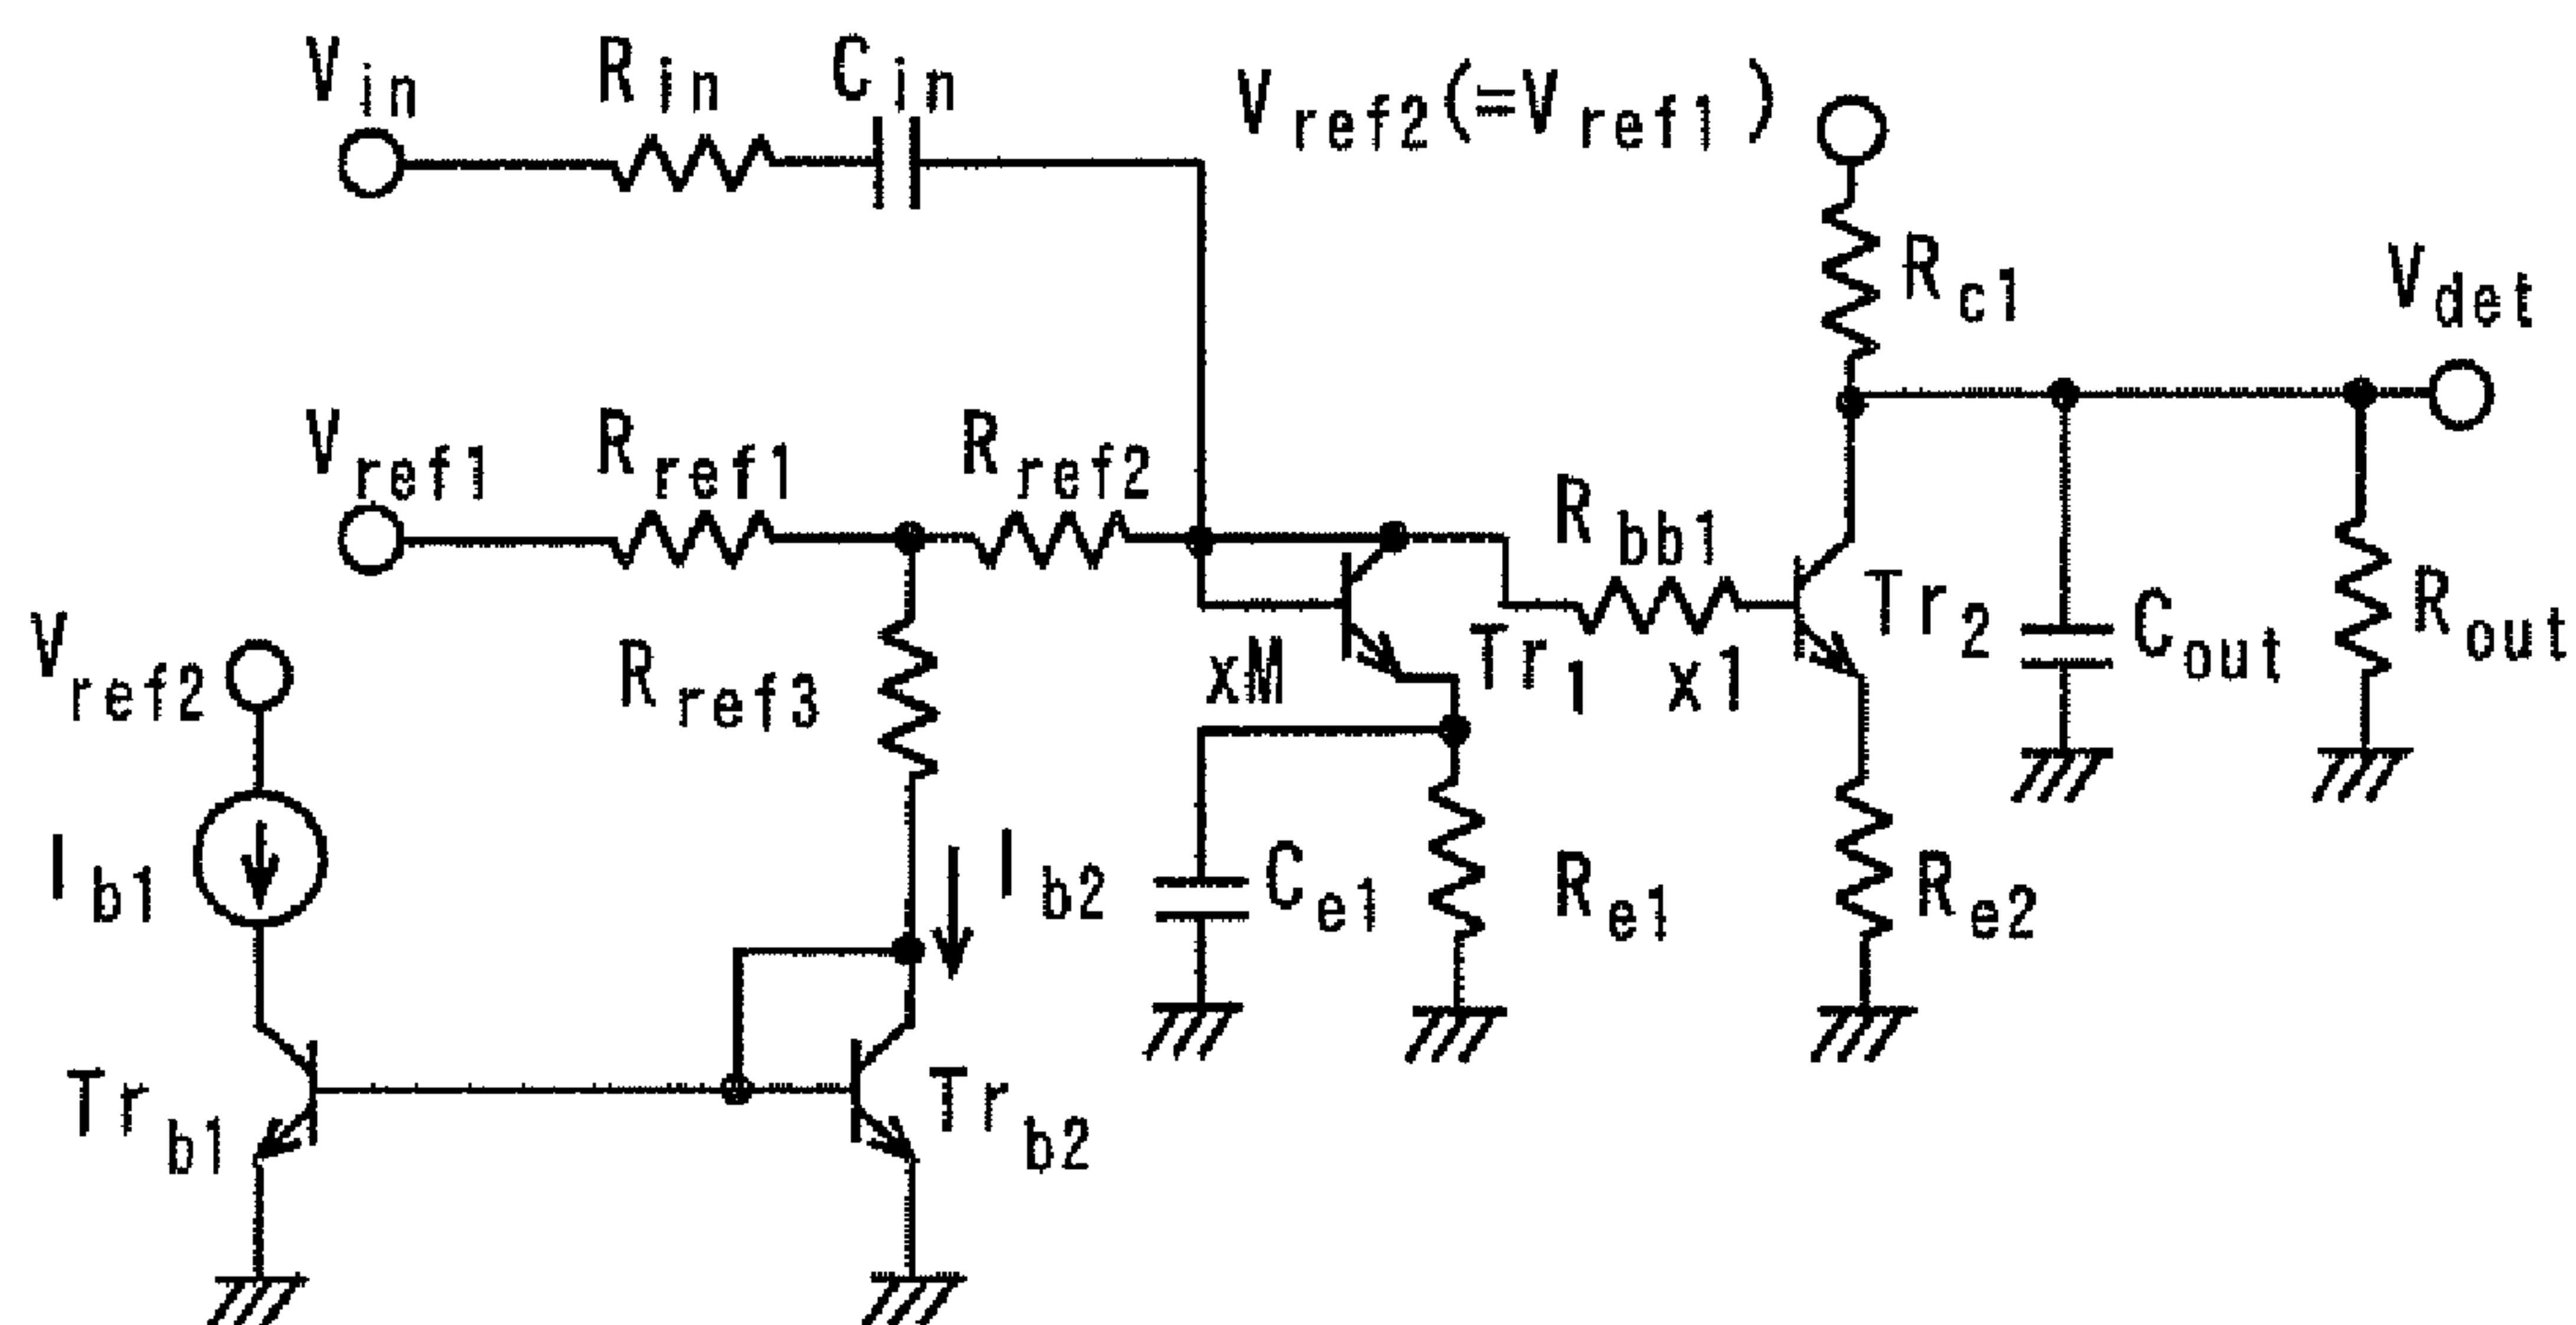 Vin
Rin
Cin
Vref2(=Vref1)
Rc1
Vdet
Vref1
Rref1
Rref2
Rbb1
Tr2
Cout
Rout
Vref2
Rref3
xM
Tr1
x1
Ib1
Ib2
Ce1
Re1
Re2
Trb1
Trb2